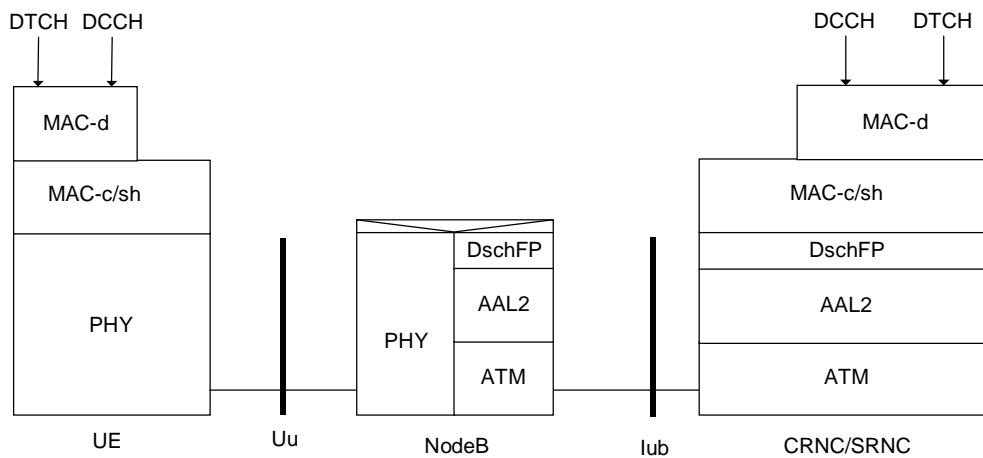 DTCH DCCH
DCCH DTCH
MAC-d
MAC-d
MAC-c/sh
MAC-c/sh
DschFP
DschFP
AAL2
AAL2
PHY
PHY
ATM
ATM
UE
Uu
NodeB
Iub
CRNC/SRNC